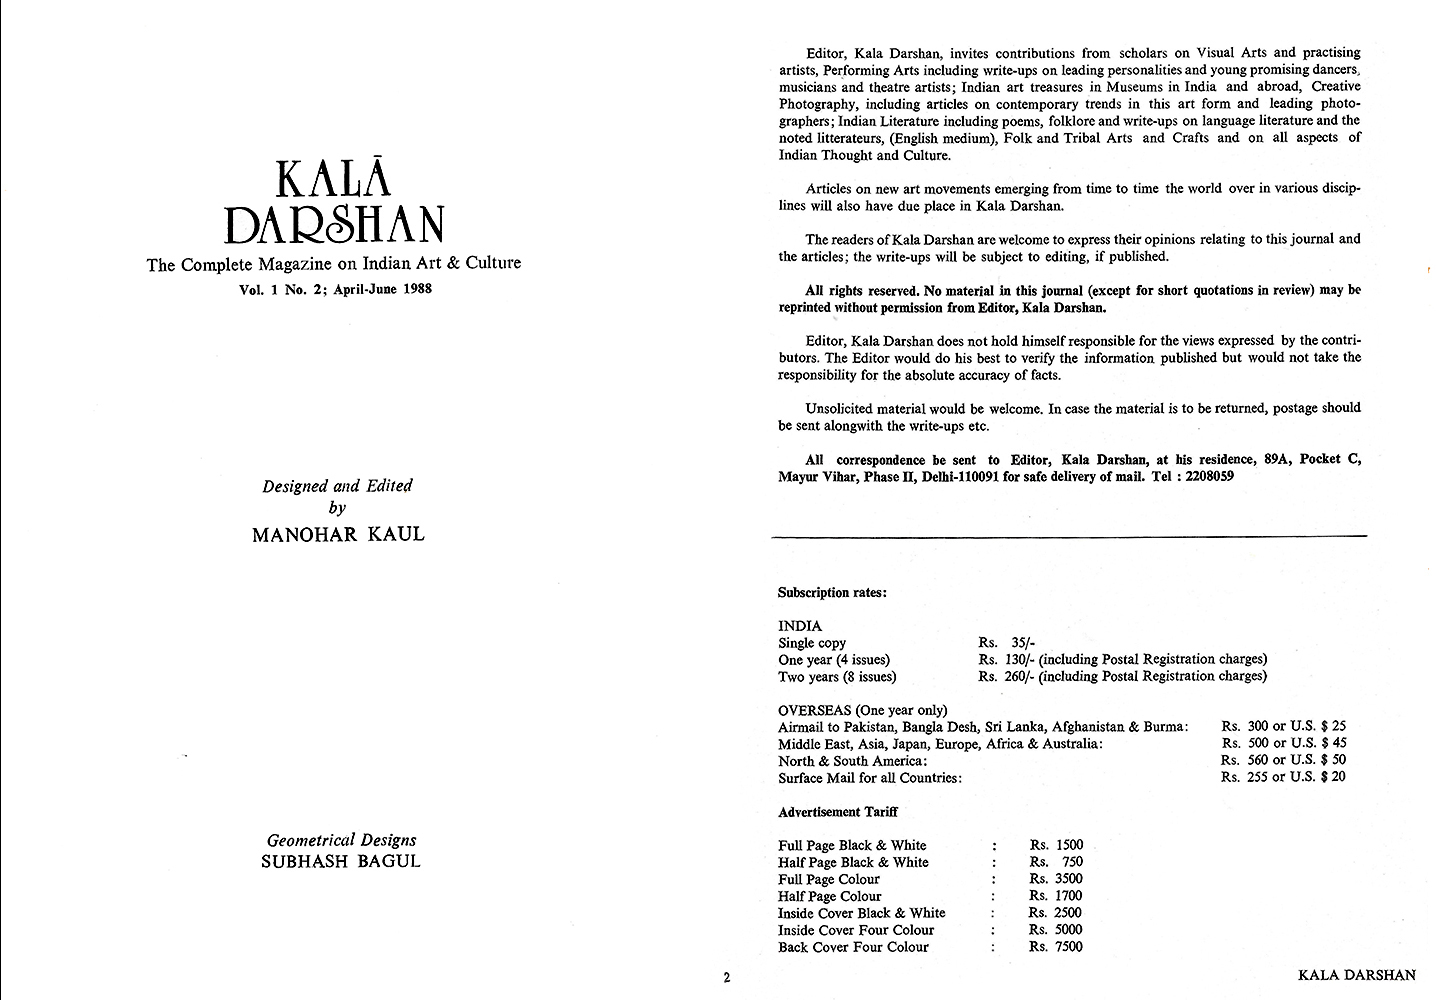 KALĀ
DARSHAN
The Complete Magazine on Indian Art & Culture
Vol. 1 No. 2; April-June 1988
Designed and Edited
by
MANOHAR KAUL
Geometrical Designs
SUBHASH BAGUL
Editor, Kala Darshan, invites contributions from scholars on Visual Arts and practising
artists, Performing Arts including write-ups on leading personalities and young promising dancers,
musicians and theatre artists; Indian art treasures in Museums in India and abroad, Creative
Photography, including articles on contemporary trends in this art form and leading photo-
graphers; Indian Literature including poems, folklore and write-ups on language literature and the
noted litterateurs, (English medium), Folk and Tribal Arts and Crafts and on all aspects of
Indian Thought and Culture.
Articles on new art movements emerging from time to time the world over in various discip-
lines will also have due place in Kala Darshan.
The readers of Kala Darshan are welcome to express their opinions relating to this journal and
the articles; the write-ups will be subject to editing, if published.
All rights reserved. No material in this journal (except for short quotations in review) may be
reprinted without permission from Editor, Kala Darshan.
Editor, Kala Darshan does not hold himself responsible for the views expressed by the contri-
butors. The Editor would do his best to verify the information published but would not take the
responsibility for the absolute accuracy of facts.
Unsolicited material would be welcome. In case the material is to be returned, postage should
be sent alongwith the write-ups etc.
All correspondence be sent to Editor, Kala Darshan, at his residence, 89A, Pocket C,
Mayur Vihar, Phase II, Delhi-110091 for safe delivery of mail. Tel : 2208059
Subscription rates:
INDIA
Single copy Rs. 35/-
One year (4 issues) Rs. 130/- (including Postal Registration charges)
Two years (8 issues) Rs. 260/- (including Postal Registration charges)
OVERSEAS (One year only)
Airmail to Pakistan, Bangla Desh, Sri Lanka, Afghanistan & Burma: Rs. 300 or U.S. $ 25
Middle East, Asia, Japan, Europe, Africa & Australia: Rs. 500 or U.S. $ 45
North & South America: Rs. 560 or U.S. $ 50
Surface Mail for all Countries: Rs. 255 or U.S. $ 20
Advertisement Tariff
Full Page Black & White : Rs. 1500
Half Page Black & White : Rs. 750
Full Page Colour : Rs. 3500
Half Page Colour : Rs. 1700
Inside Cover Black & White : Rs. 2500
Inside Cover Four Colour : Rs. 5000
Back Cover Four Colour : Rs. 7500
2
KALA DARSHAN